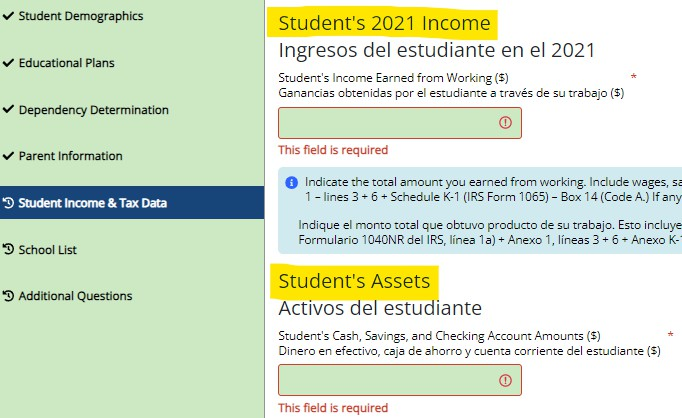 Student Demographics
Educational Plans
Dependency Determination
Parent Information
Student Income & Tax Data
School List
Additional Questions
Student's 2021 Income
Ingresos del estudiante en el 2021
Student's Income Earned from Working ($) *
Ganancias obtenidas por el estudiante a través de su trabajo ($)
This field is required
Indicate the total amount you earned from working. Include wages, sa
1 – lines 3 + 6 + Schedule K-1 (IRS Form 1065) – Box 14 (Code A.) If any
Indique el monto total que obtuvo producto de su trabajo. Esto incluye
Formulario 1040NR del IRS, línea 1a) + Anexo 1, líneas 3 + 6 + Anexo K-
Student's Assets
Activos del estudiante
Student's Cash, Savings, and Checking Account Amounts ($) *
Dinero en efectivo, caja de ahorro y cuenta corriente del estudiante ($)
This field is required